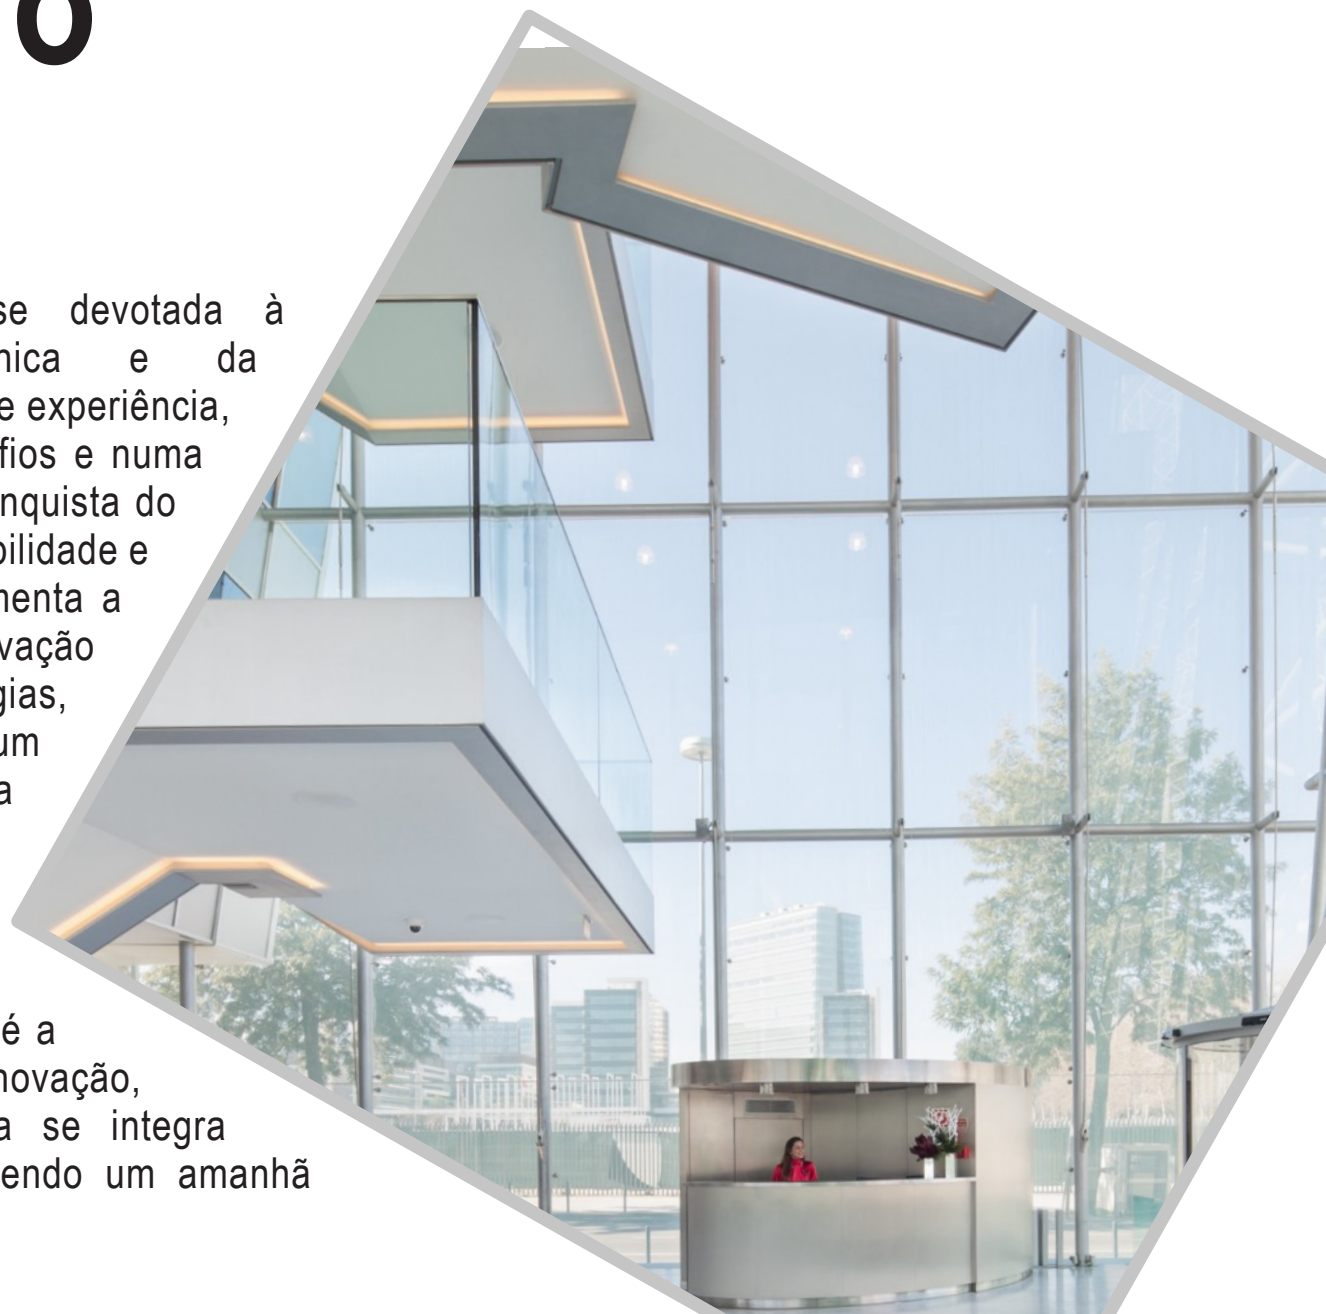 o
se devotada à
nica e da
e experiência,
fios e numa
nquista do
bilidade e
menta a
vação
gias,
um
a
é a
novação,
a se integra
endo um amanhã